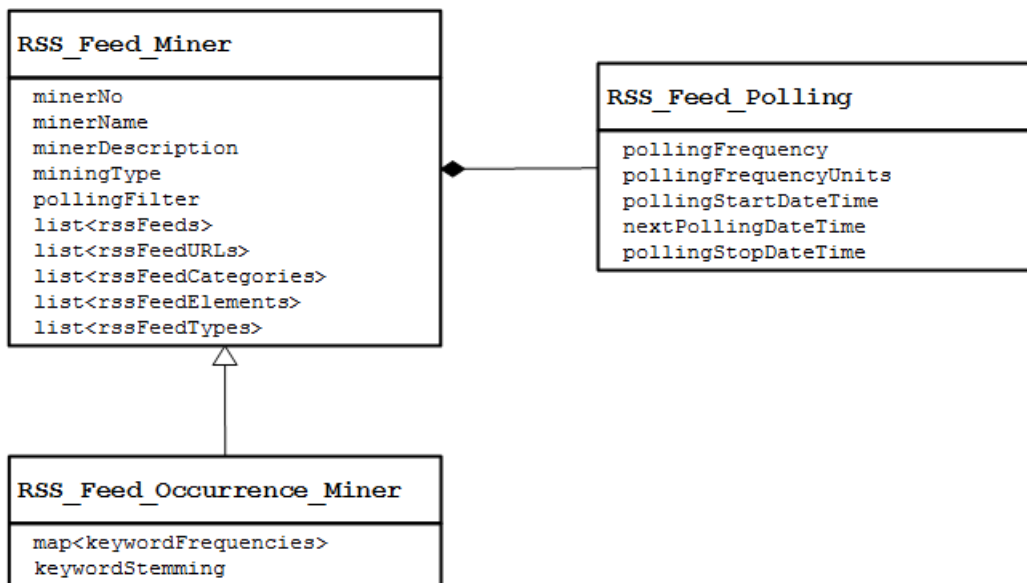 RSS_Feed_Miner
minerNo
minerName
minerDescription
miningType
pollingFilter
list<rssFeeds>
list<rssFeedURLs>
list<rssFeedCategories>
list<rssFeedElements>
list<rssFeedTypes>
RSS_Feed_Polling
pollingFrequency
pollingFrequencyUnits
pollingStartDateTime
nextPollingDateTime
pollingStopDateTime
RSS_Feed_Occurrence_Miner
map<keywordFrequencies>
keywordStemming